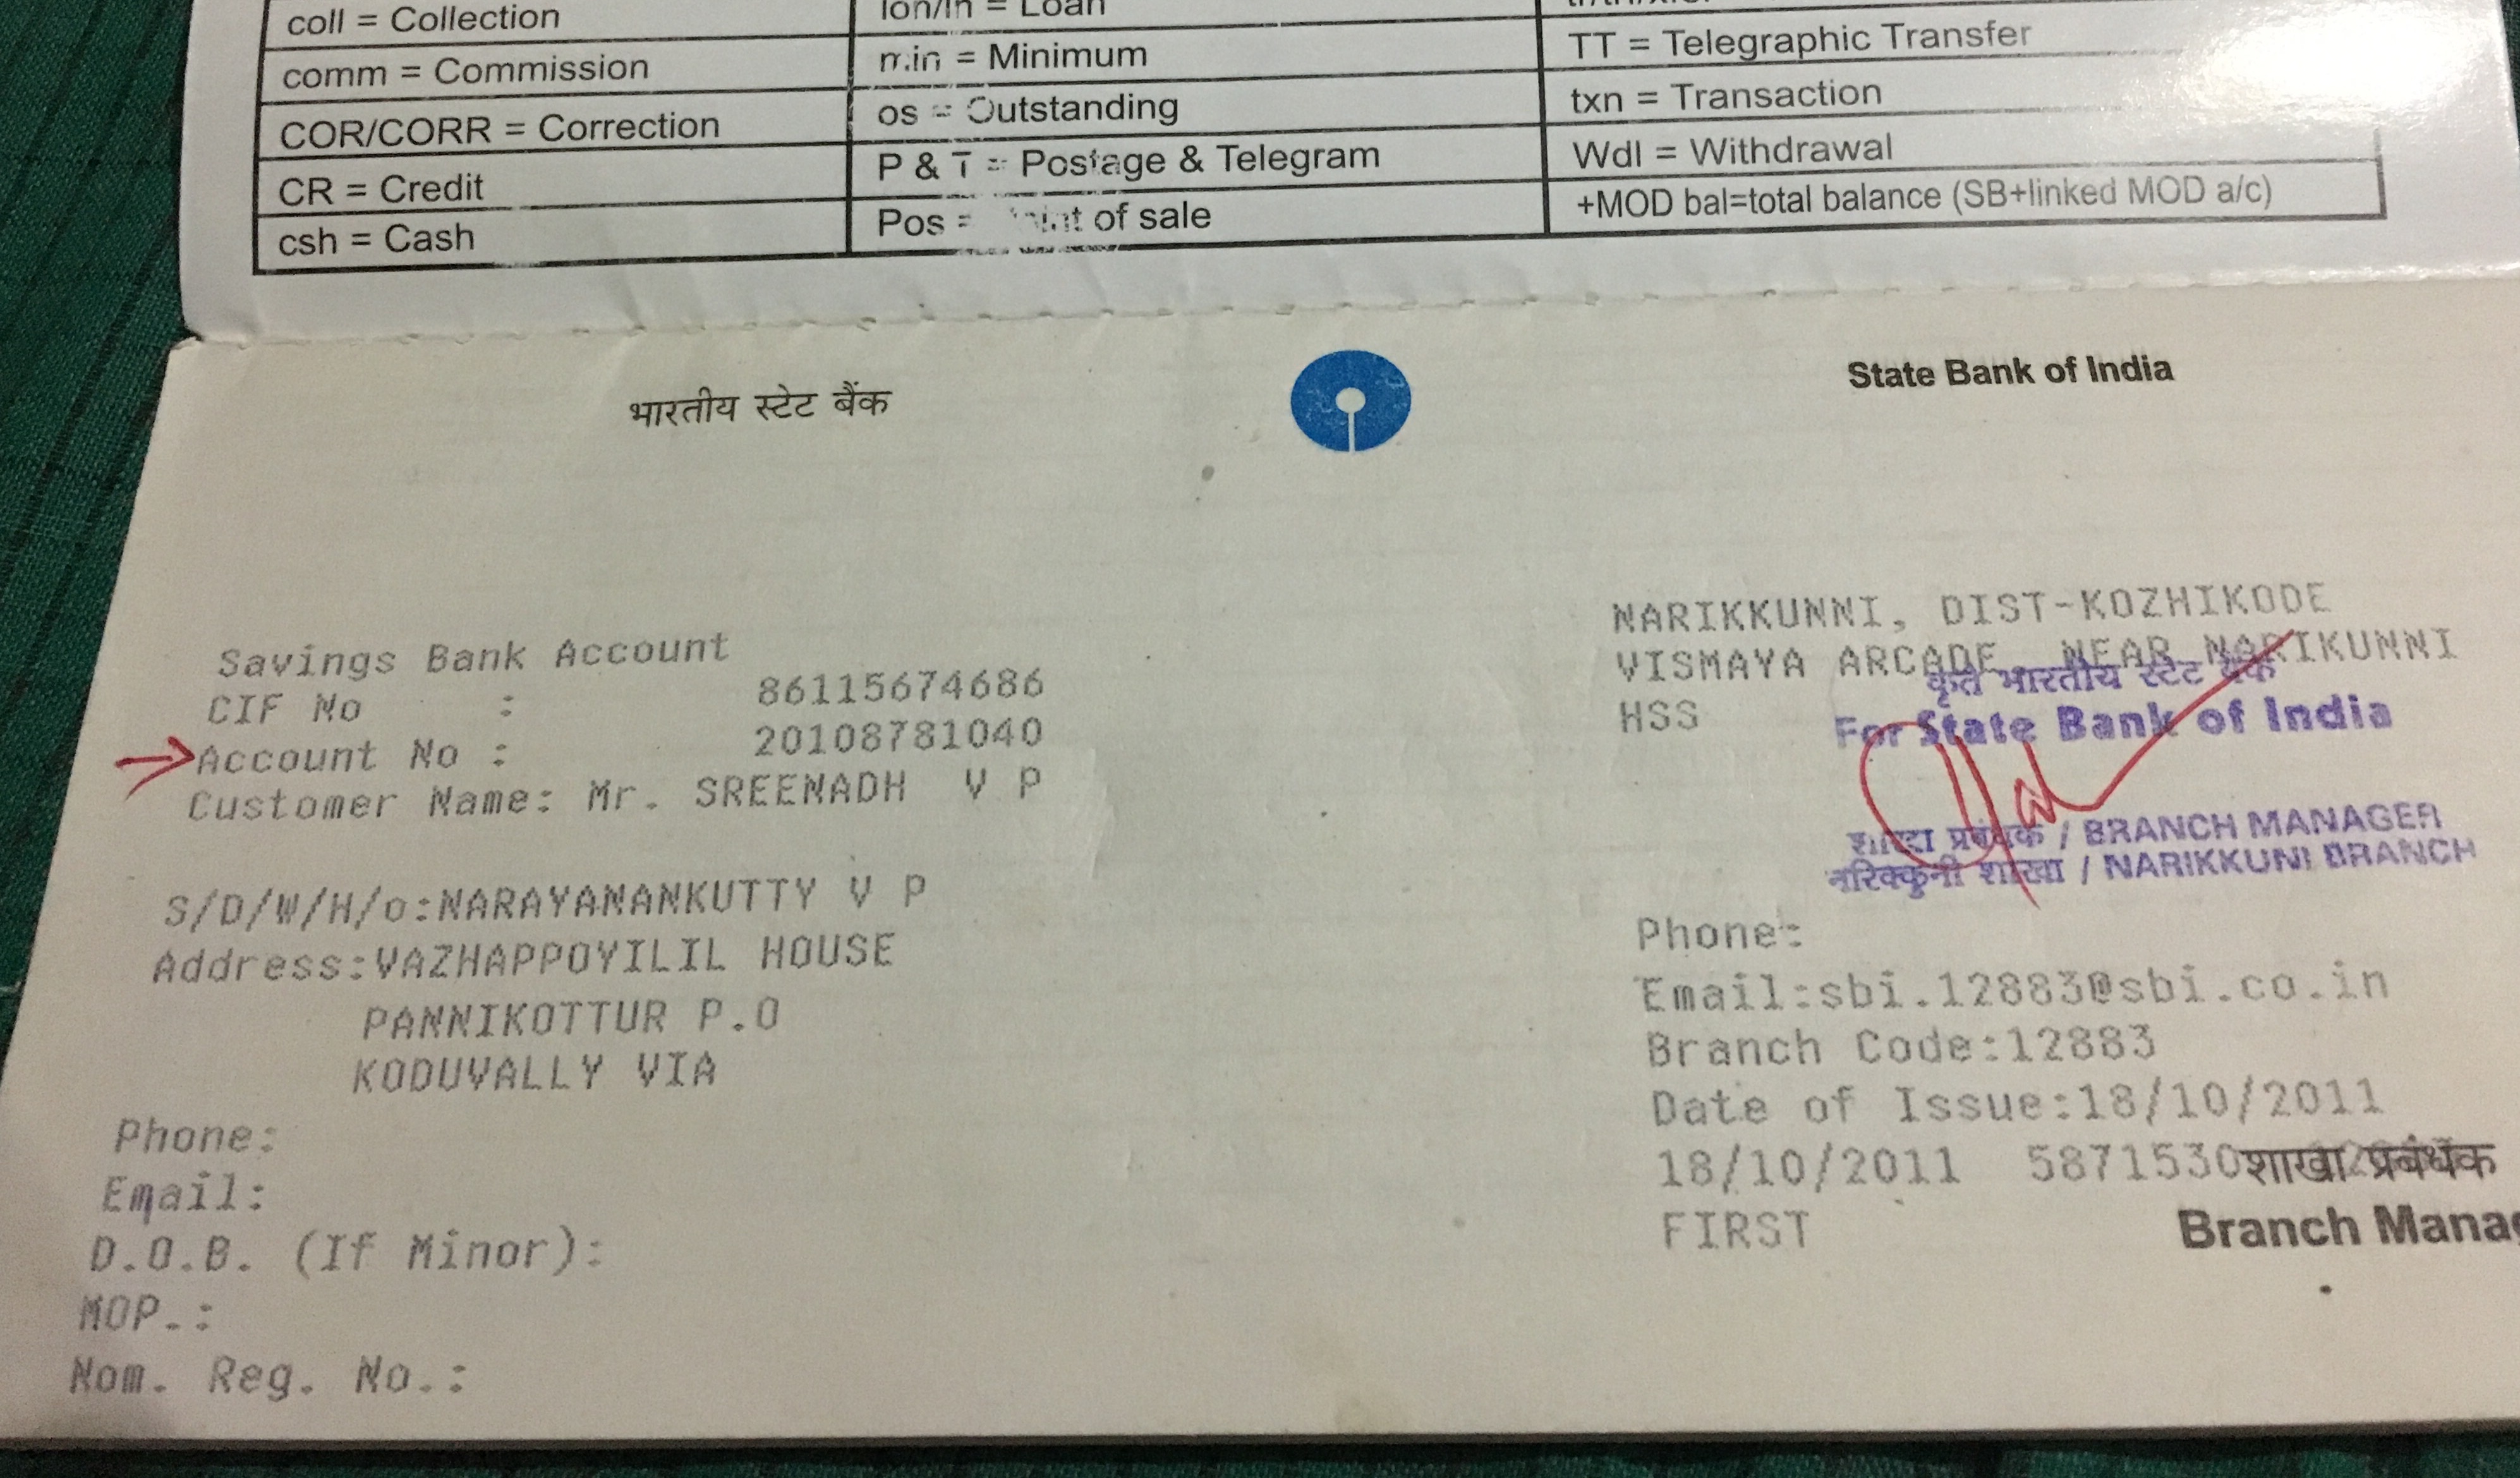 coll = Collection
lon/ln = Loan
TT = Telegraphic Transfer
comm = Commission
min = Minimum
txn = Transaction
COR/CORR = Correction
os = Outstanding
Wdl = Withdrawal
CR = Credit
P & T = Postage & Telegram
+MOD bal=total balance (SB+linked MOD a/c)
csh = Cash
Pos = of sale
भारतीय स्टेट बैंक
State Bank of India
Savings Bank Account
CIF No : 86115674686
Account No : 20108781040
Customer Name: Mr. SREENADH V P
S/D/W/H/o:NARAYANANKUTTY V P
Address:VAZHAPPOYILIL HOUSE
PANNIKOTTUR P.O
KODUVALLY VIA
Phone:
Email:
D.O.B. (If Minor):
MOP.:
Nom. Reg. No.:
NARIKKUNNI, DIST-KOZHIKODE
VISMAYA ARCADE NEAR NARIKUNNI
HSS
कृते भारतीय स्टेट बैंक
For State Bank of India
शाखा प्रबंधक / BRANCH MANAGER
नरिक्कुनी शाखा / NARIKKUNI BRANCH
Phone:
Email:sbi.12883@sbi.co.in
Branch Code:12883
Date of Issue:18/10/2011
18/10/2011 5871530
शाखा प्रबंधक
FIRST
Branch Manag